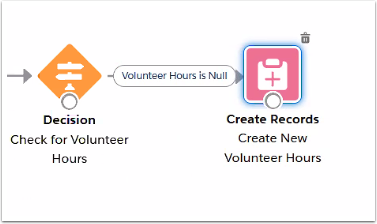 Volunteer Hours is Null
Decision
Check for Volunteer
Hours
Create Records
Create New
Volunteer Hours